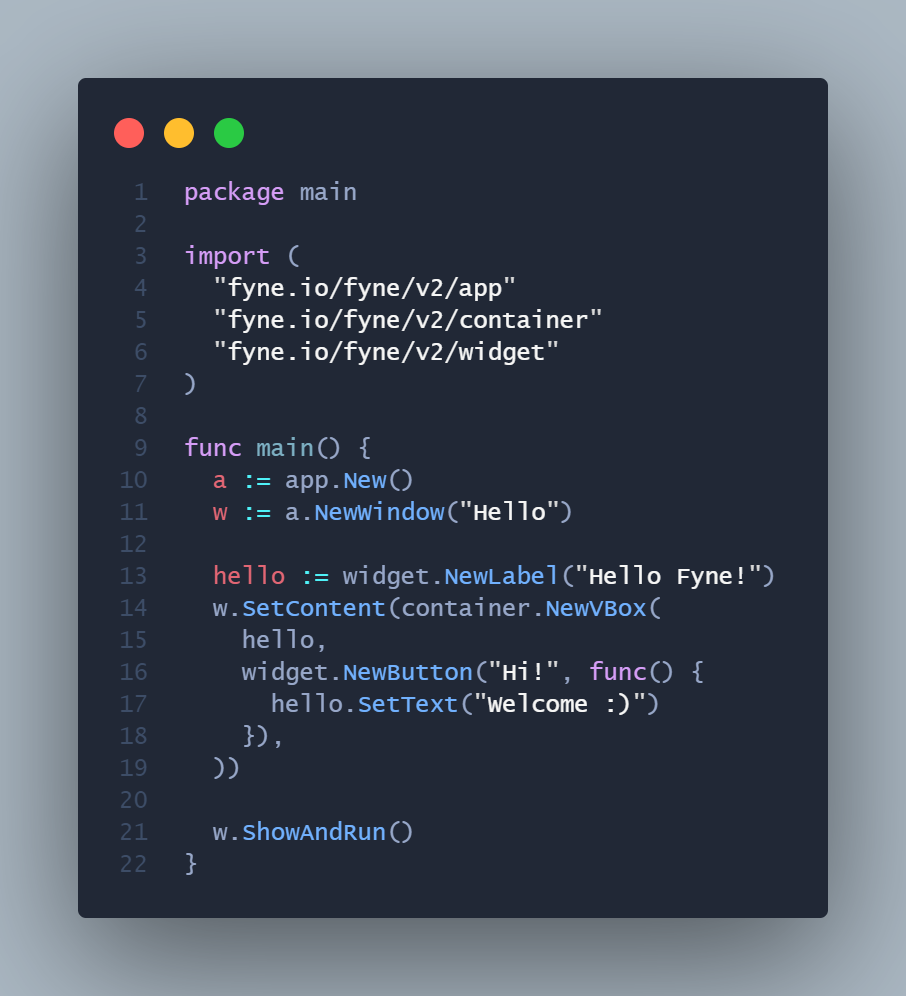 1 package main
2
3 import (
4   "fyne.io/fyne/v2/app"
5   "fyne.io/fyne/v2/container"
6   "fyne.io/fyne/v2/widget"
7 )
8
9 func main() {
10   a := app.New()
11   w := a.NewWindow("Hello")
12
13   hello := widget.NewLabel("Hello Fyne!")
14   w.SetContent(container.NewVBox(
15     hello,
16     widget.NewButton("Hi!", func() {
17       hello.SetText("Welcome :)")
18     }),
19   ))
20
21   w.ShowAndRun()
22 }